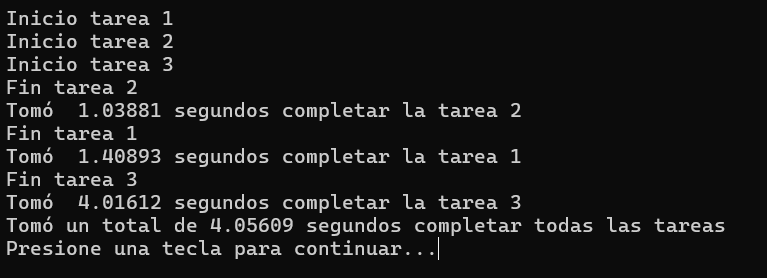 Inicio tarea 1
Inicio tarea 2
Inicio tarea 3
Fin tarea 2
Tomó  1.03881 segundos completar la tarea 2
Fin tarea 1
Tomó  1.40893 segundos completar la tarea 1
Fin tarea 3
Tomó  4.01612 segundos completar la tarea 3
Tomó un total de 4.05609 segundos completar todas las tareas
Presione una tecla para continuar...